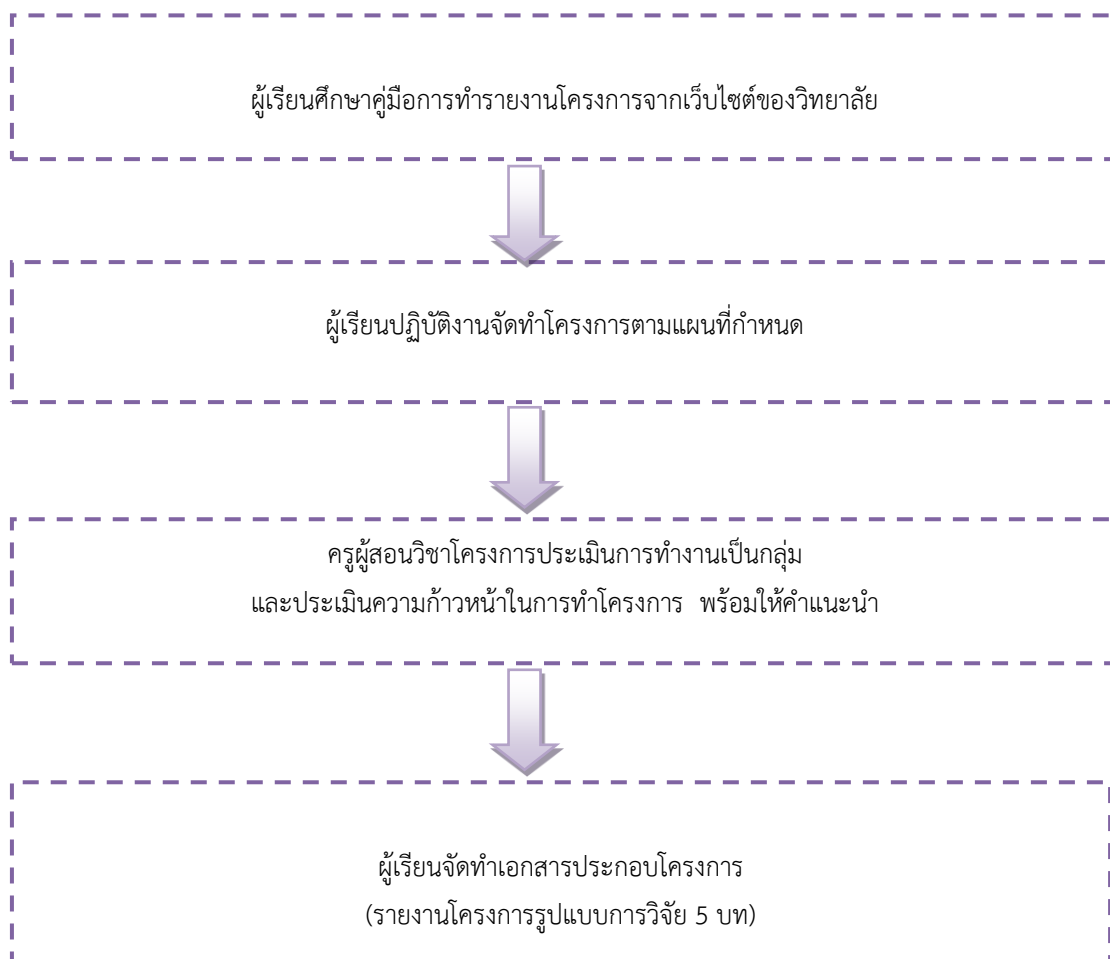 ผู้เรียนศึกษาคู่มือการทำรายงานโครงการจากเว็บไซต์ของวิทยาลัย
ผู้เรียนปฏิบัติงานจัดทำโครงการตามแผนที่กำหนด
ครูผู้สอนวิชาโครงการประเมินการทำงานเป็นกลุ่ม
และประเมินความก้าวหน้าในการทำโครงการ พร้อมให้คำแนะนำ
ผู้เรียนจัดทำเอกสารประกอบโครงการ
(รายงานโครงการรูปแบบการวิจัย 5 บท)